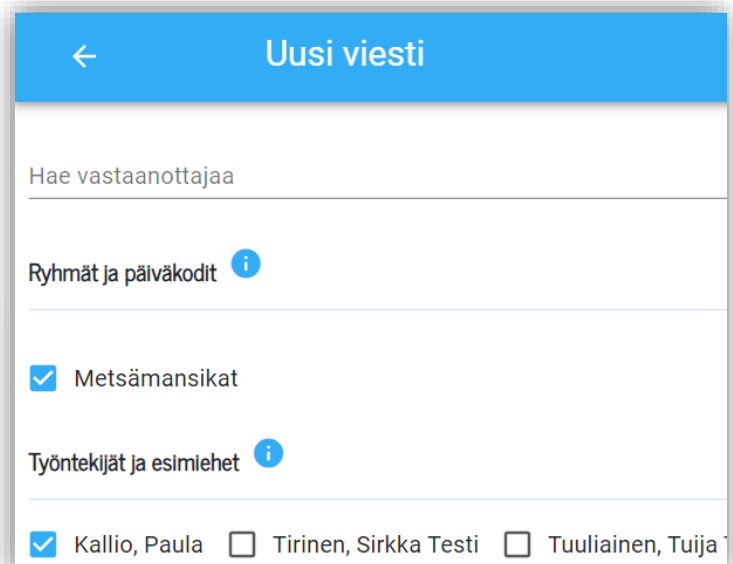 Uusi viesti
Hae vastaanottajaa
Ryhmät ja päiväkodit
Metsämansikat
Työntekijät ja esimiehet
Kallio, Paula Tirinen, Sirkka Testi Tuuliainen, Tuija